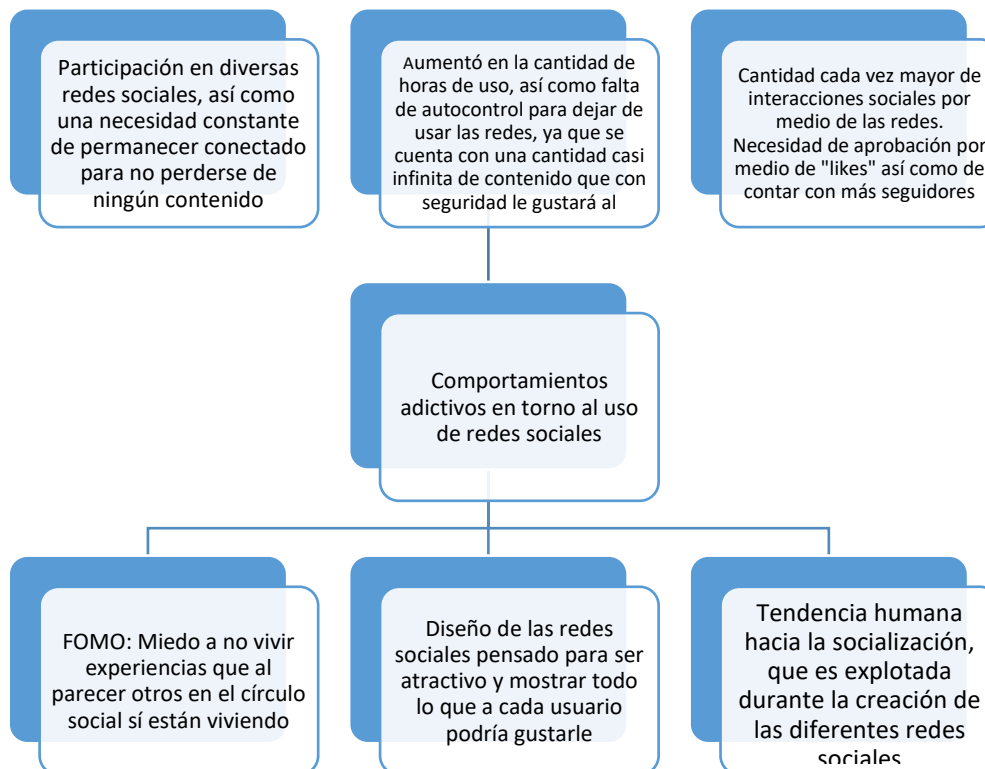 Participación en diversas
redes sociales, así como
una necesidad constante
de permanecer conectado
para no perderse de
ningún contenido
Aumentó en la cantidad de
horas de uso, así como falta
de autocontrol para dejar de
usar las redes, ya que se
cuenta con una cantidad casi
infinita de contenido que con
seguridad le gustará al
Cantidad cada vez mayor de
interacciones sociales por
medio de las redes.
Necesidad de aprobación por
medio de "likes" así como de
contar con más seguidores
Comportamientos
adictivos en torno al uso
de redes sociales
FOMO: Miedo a no vivir
experiencias que al
parecer otros en el círculo
social sí están viviendo
Diseño de las redes
sociales pensado para ser
atractivo y mostrar todo
lo que a cada usuario
podría gustarle
Tendencia humana
hacia la socialización,
que es explotada
durante la creación de
las diferentes redes
sociales